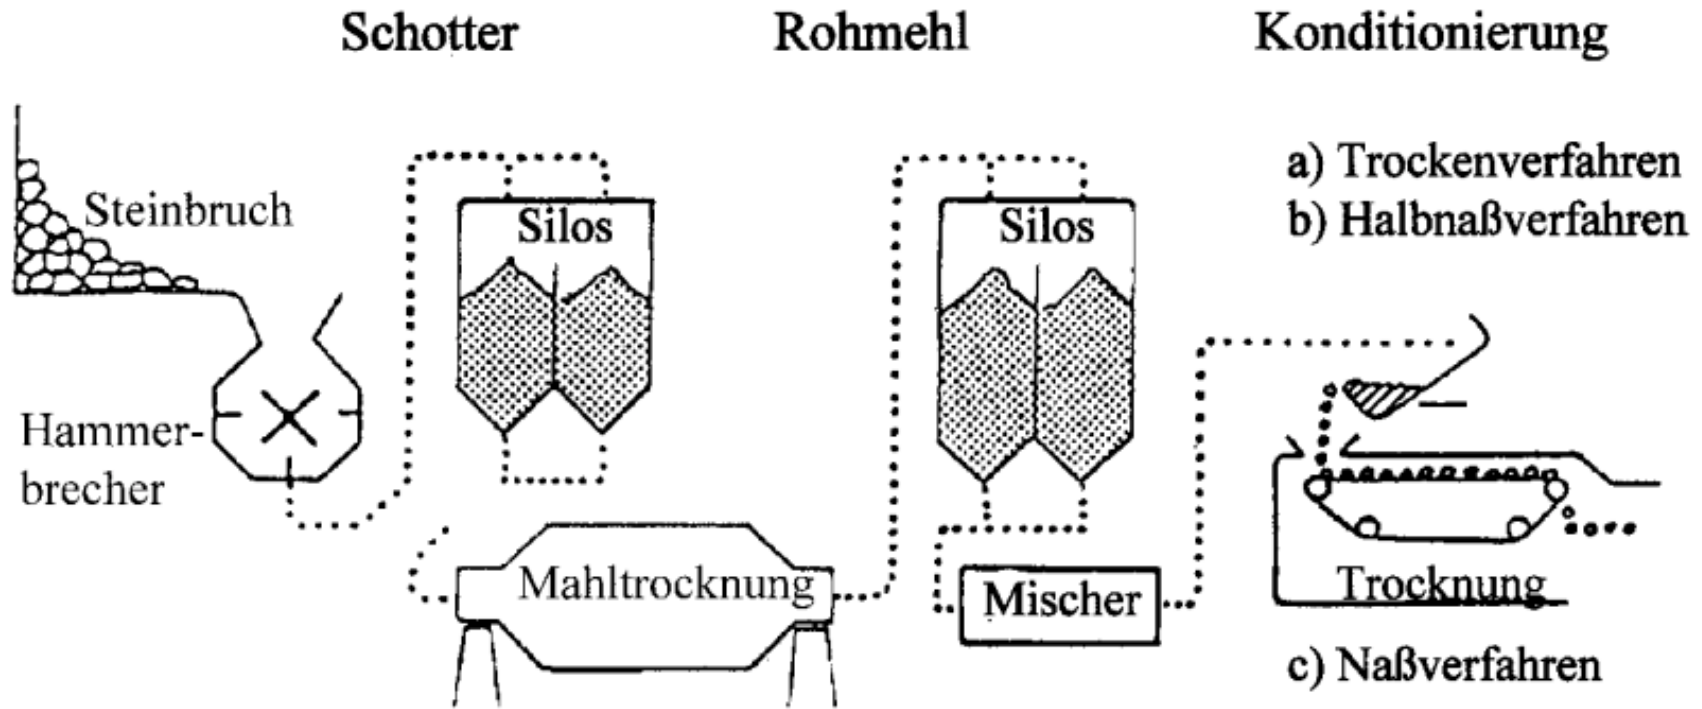 Schotter
Rohmehl
Konditionierung
Steinbruch
Hammer-
brecher
Silos
Mahltrocknung
Silos
Mischer
a) Trockenverfahren
b) Halbnaßverfahren
Trocknung
c) Naßverfahren